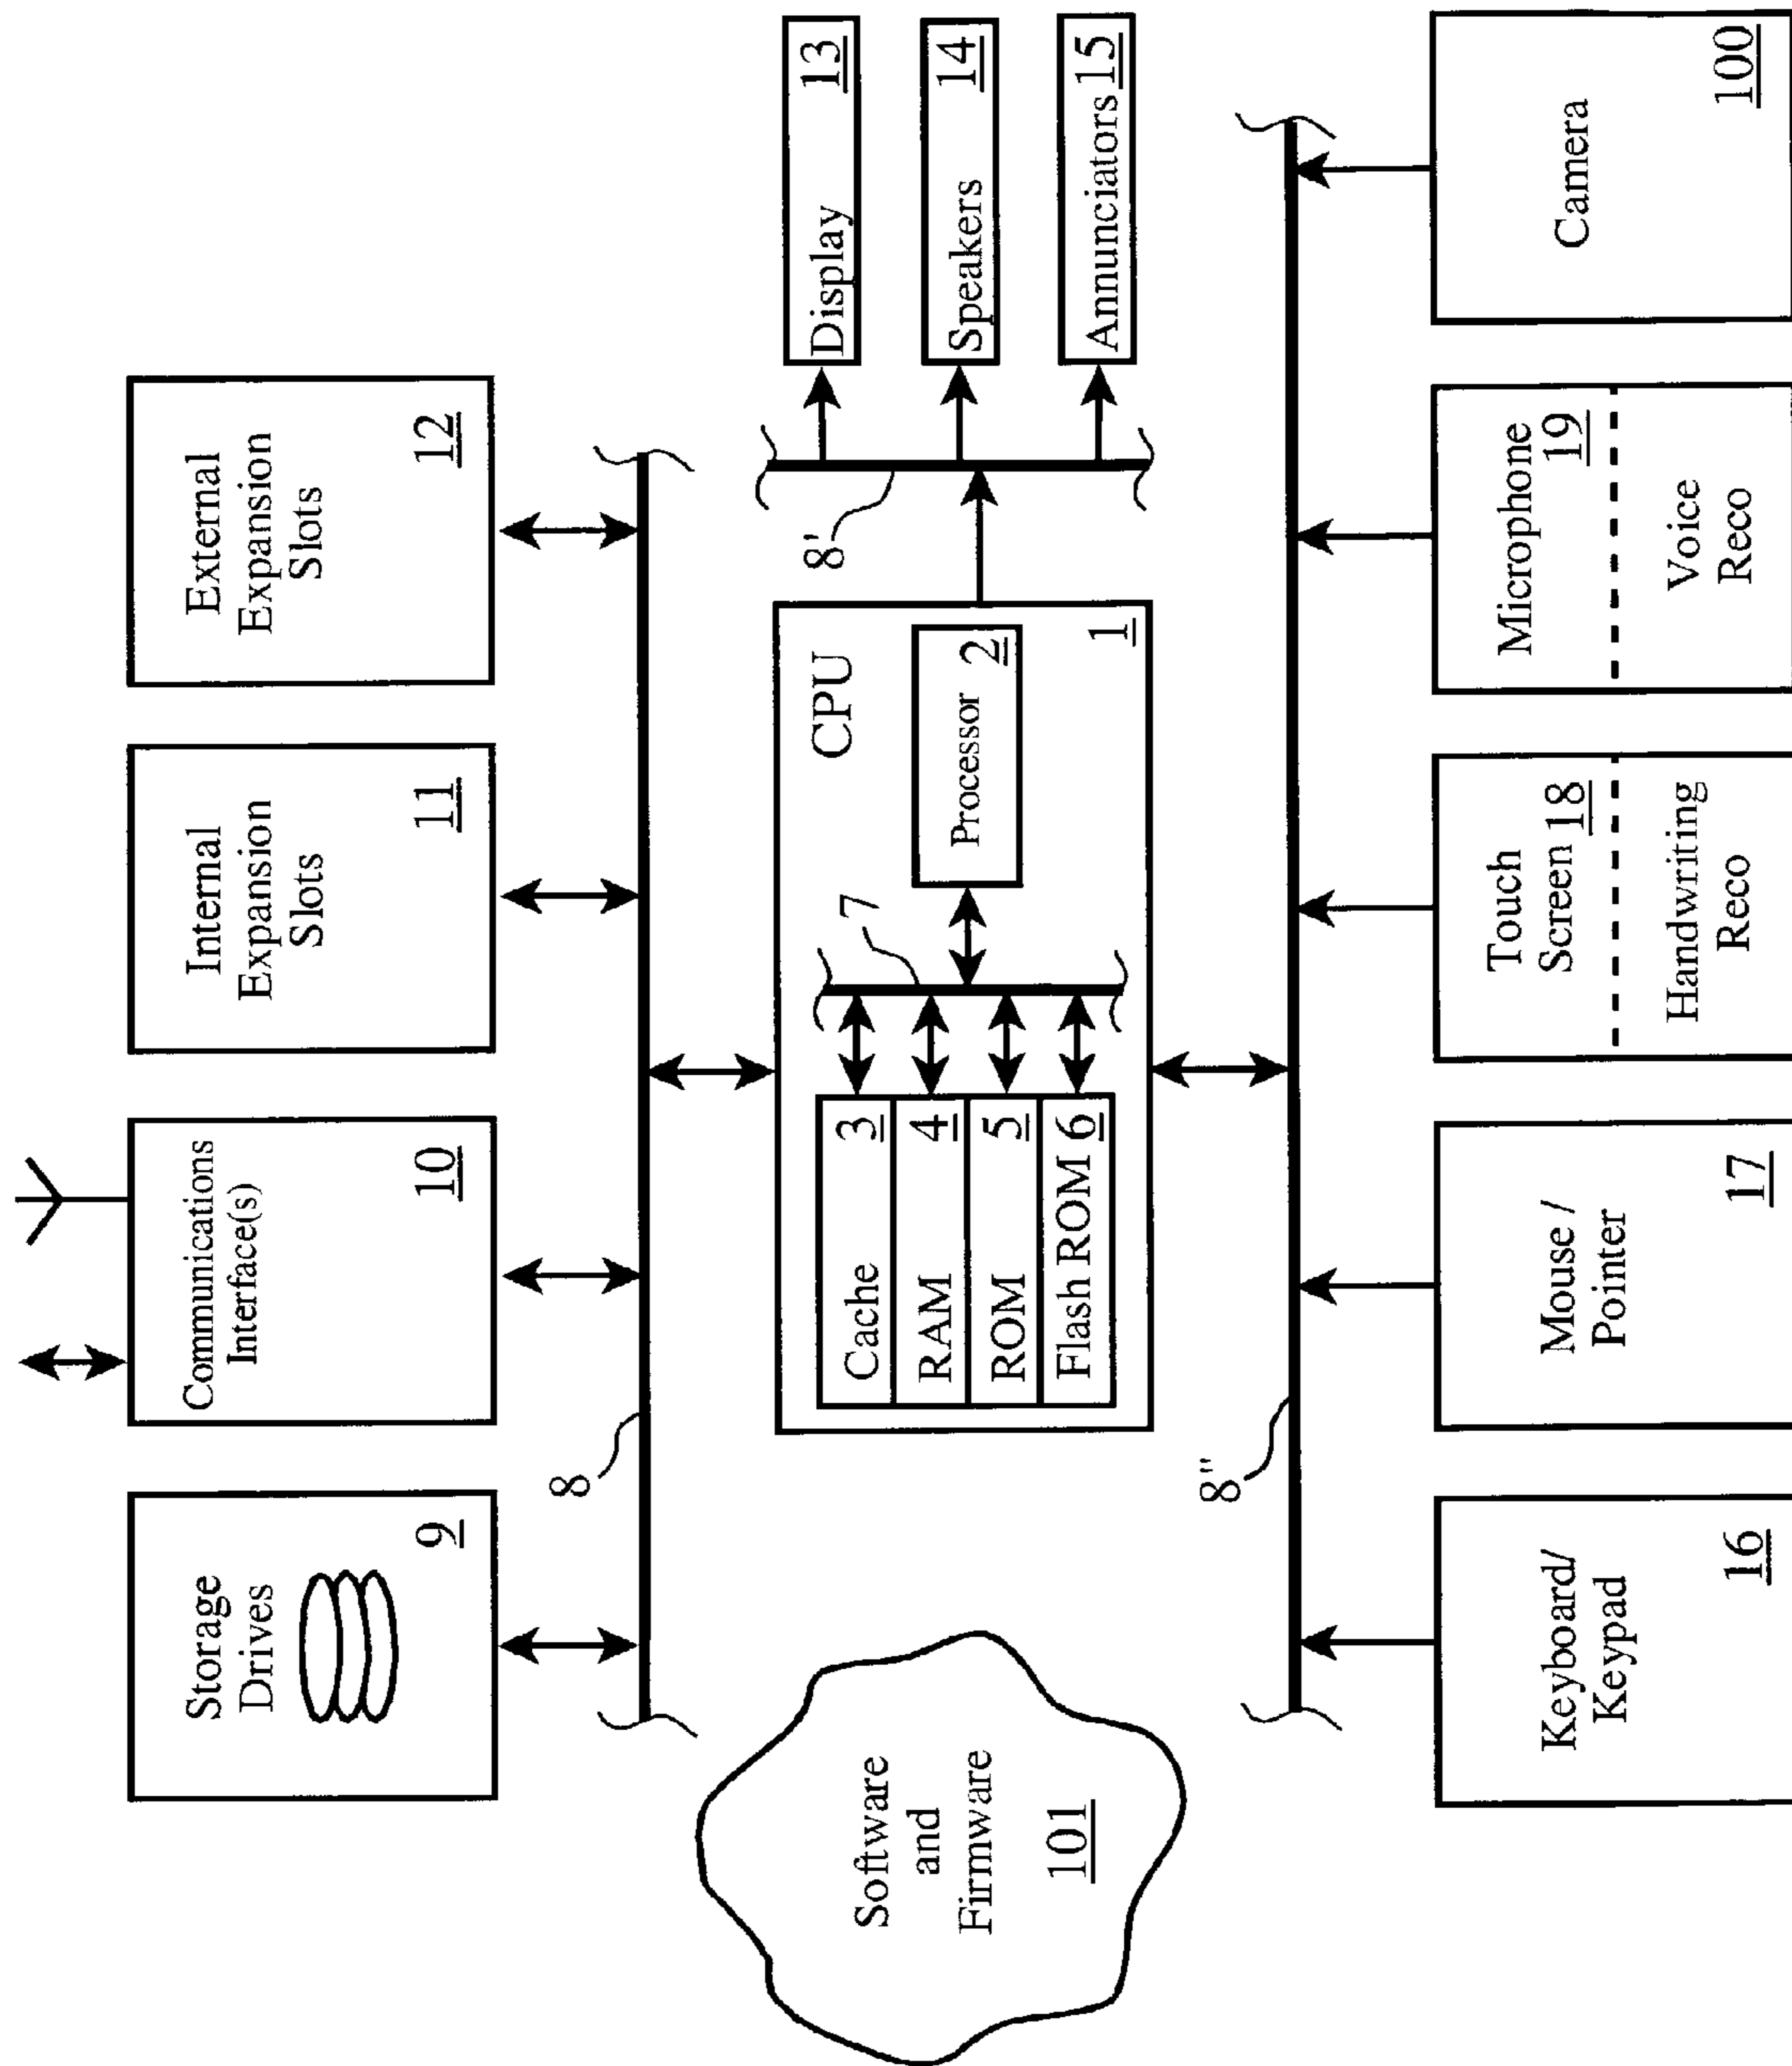 Storage
Drives
9
Communications
Interface(s)
10
Internal
Expansion
Slots
11
External
Expansion
Slots
12
8
Software
and
Firmware
101
CPU
Cache 3
RAM 4
ROM 5
Flash ROM 6
7
Processor 2
1
8'
Display 13
Speakers 14
Annunciators 15
8"
Keyboard/
Keypad
16
Mouse /
Pointer
17
Touch
Screen 18
Handwriting
Reco
Microphone
19
Voice
Reco
Camera
100